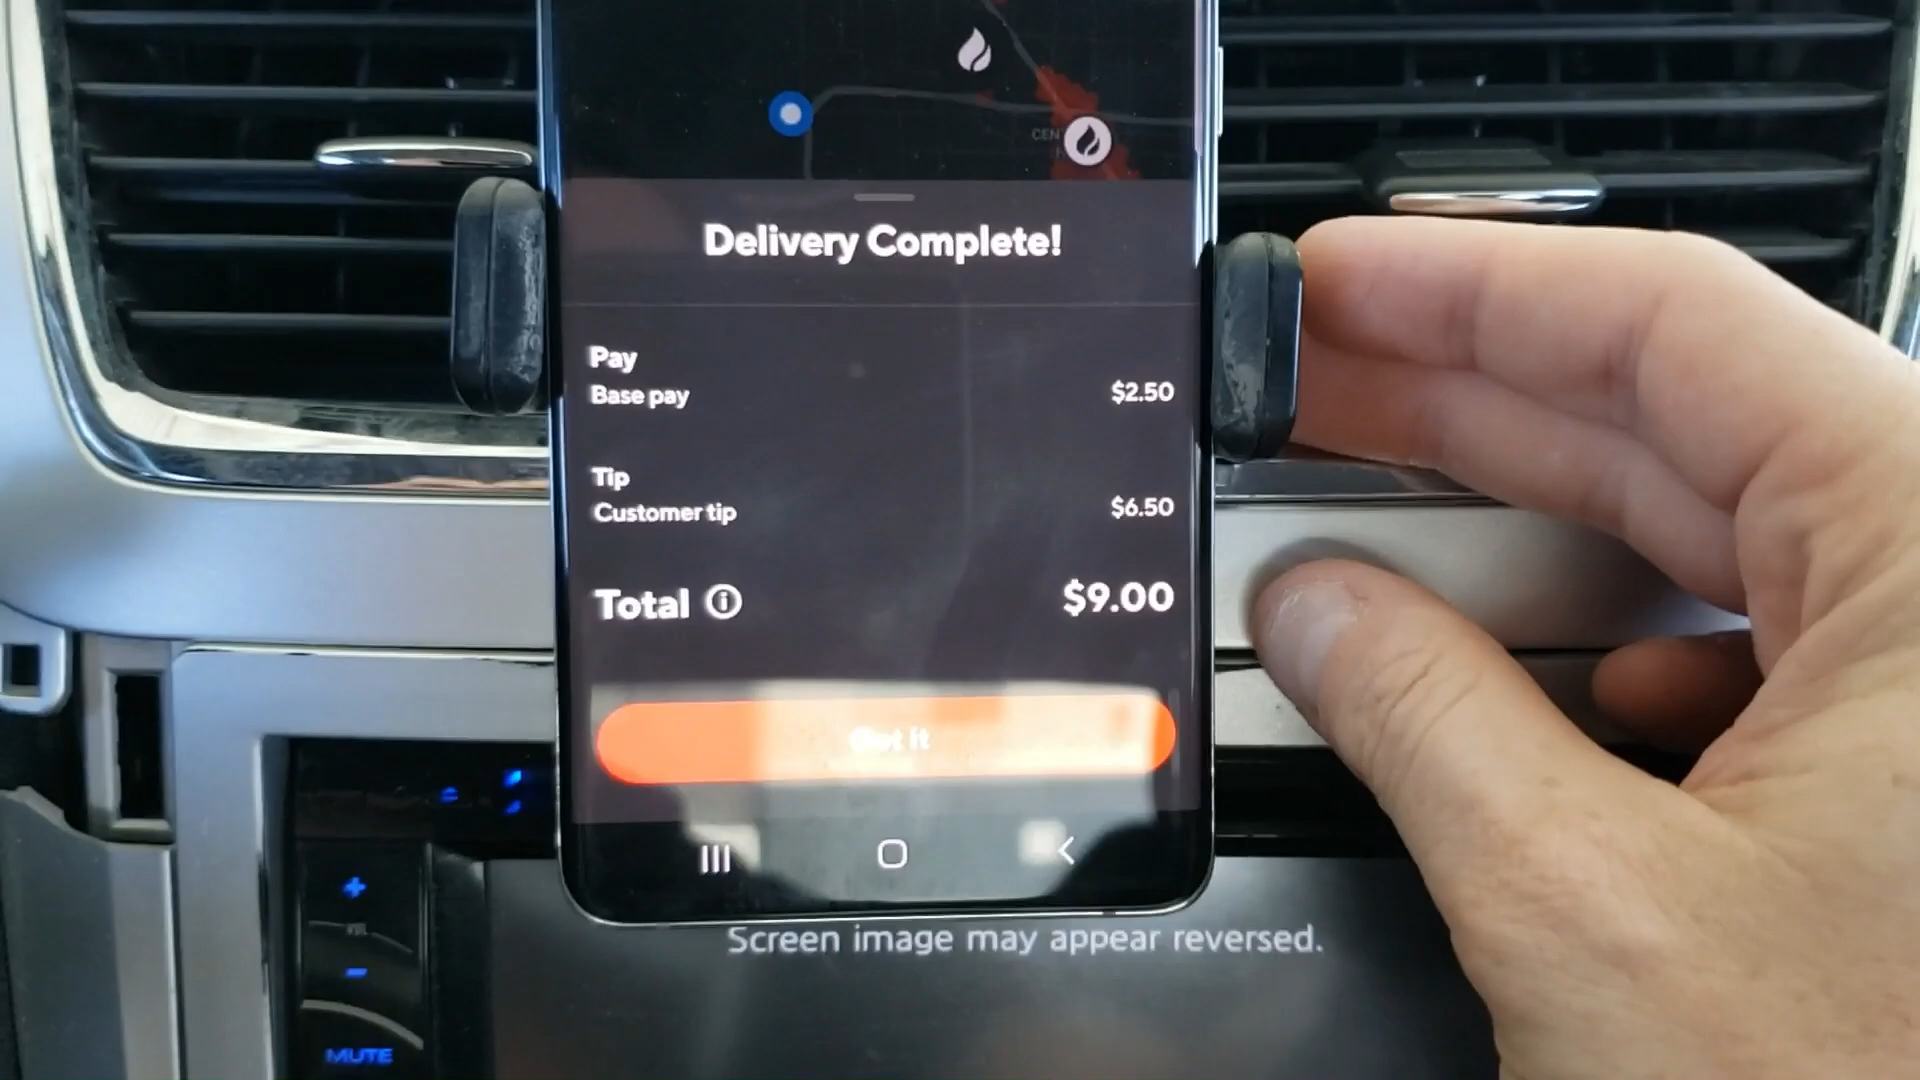 CEN
Delivery Complete!
Pay
Base pay $2.50
Tip
Customer tip $6.50
Total $9.00
Got it
Screen image may appear reversed.
MUTE